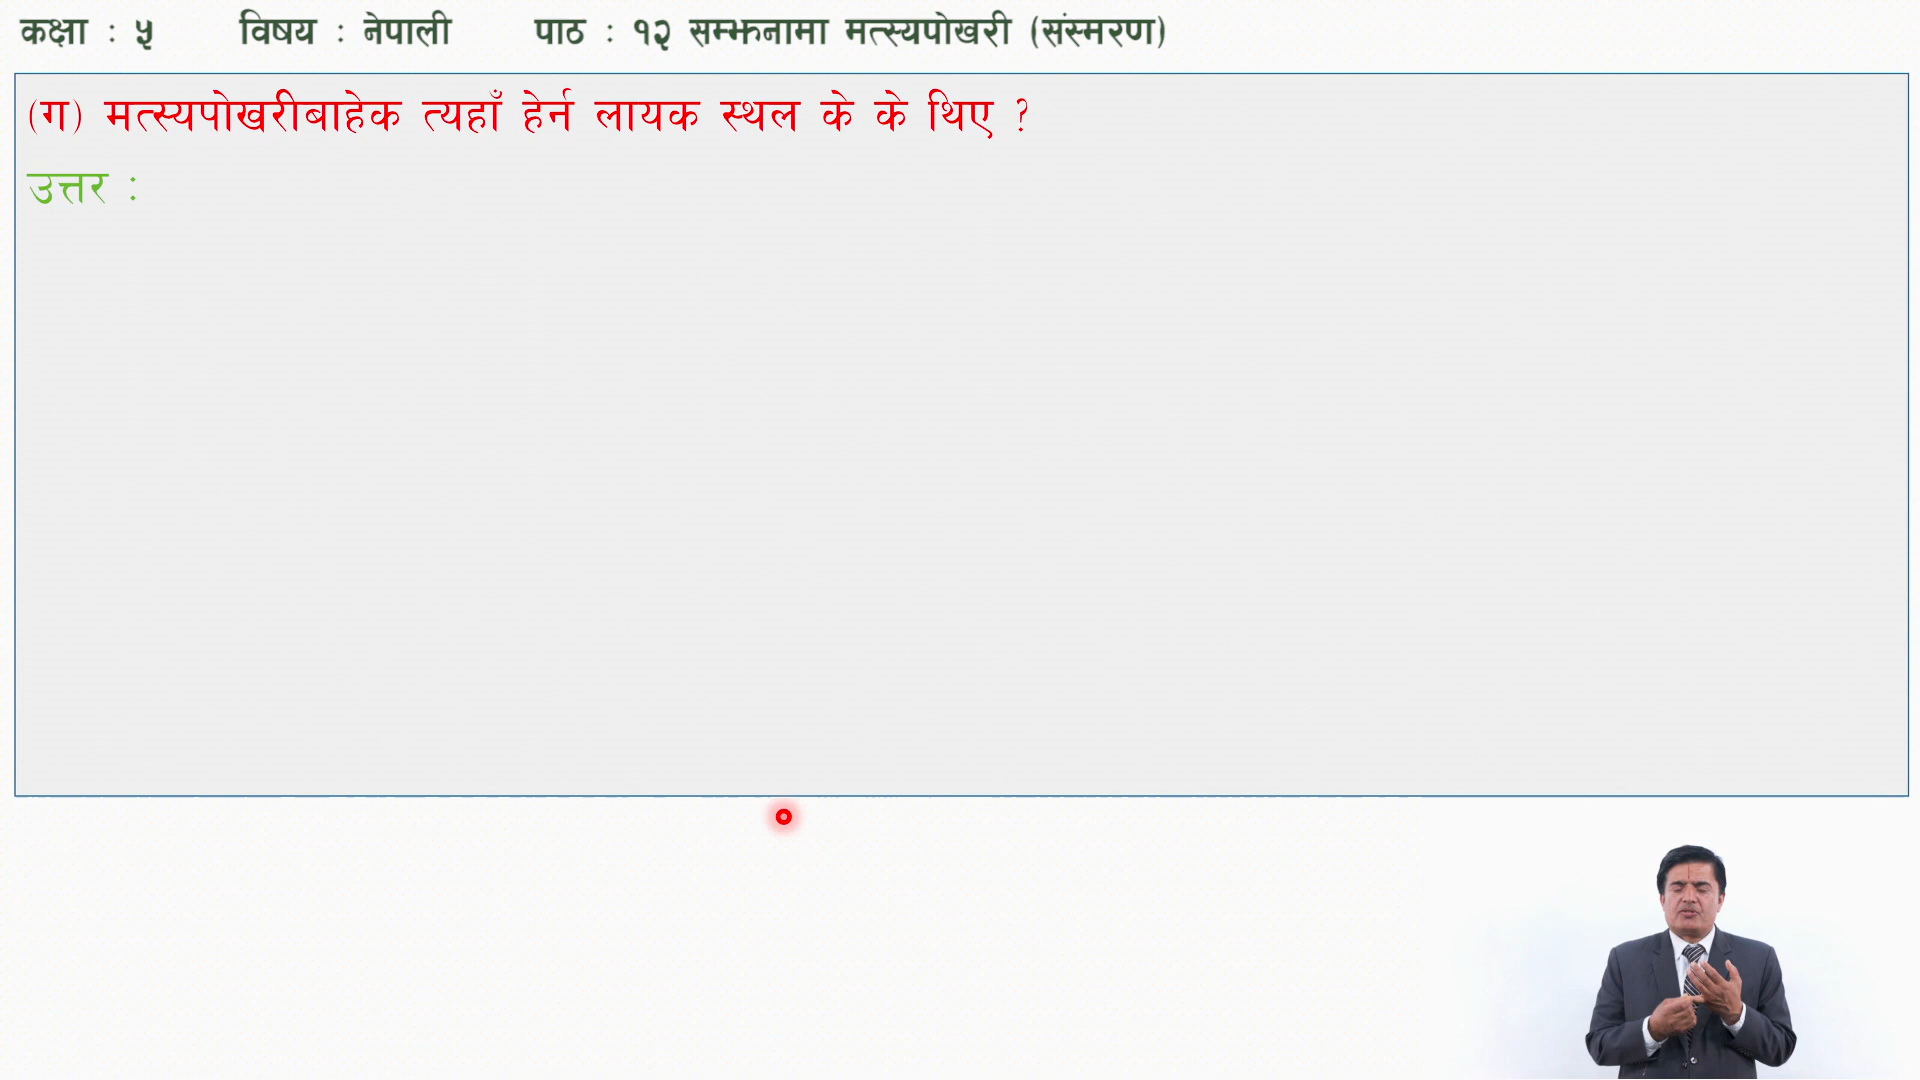 कक्षा : ५ विषय : नेपाली पाठ : १२ सम्झनामा मत्स्यपोखरी (संस्मरण)
(ग) मत्स्यपोखरीबाहेक त्यहाँ हेर्न लायक स्थल के के थिए ?
उत्तर :